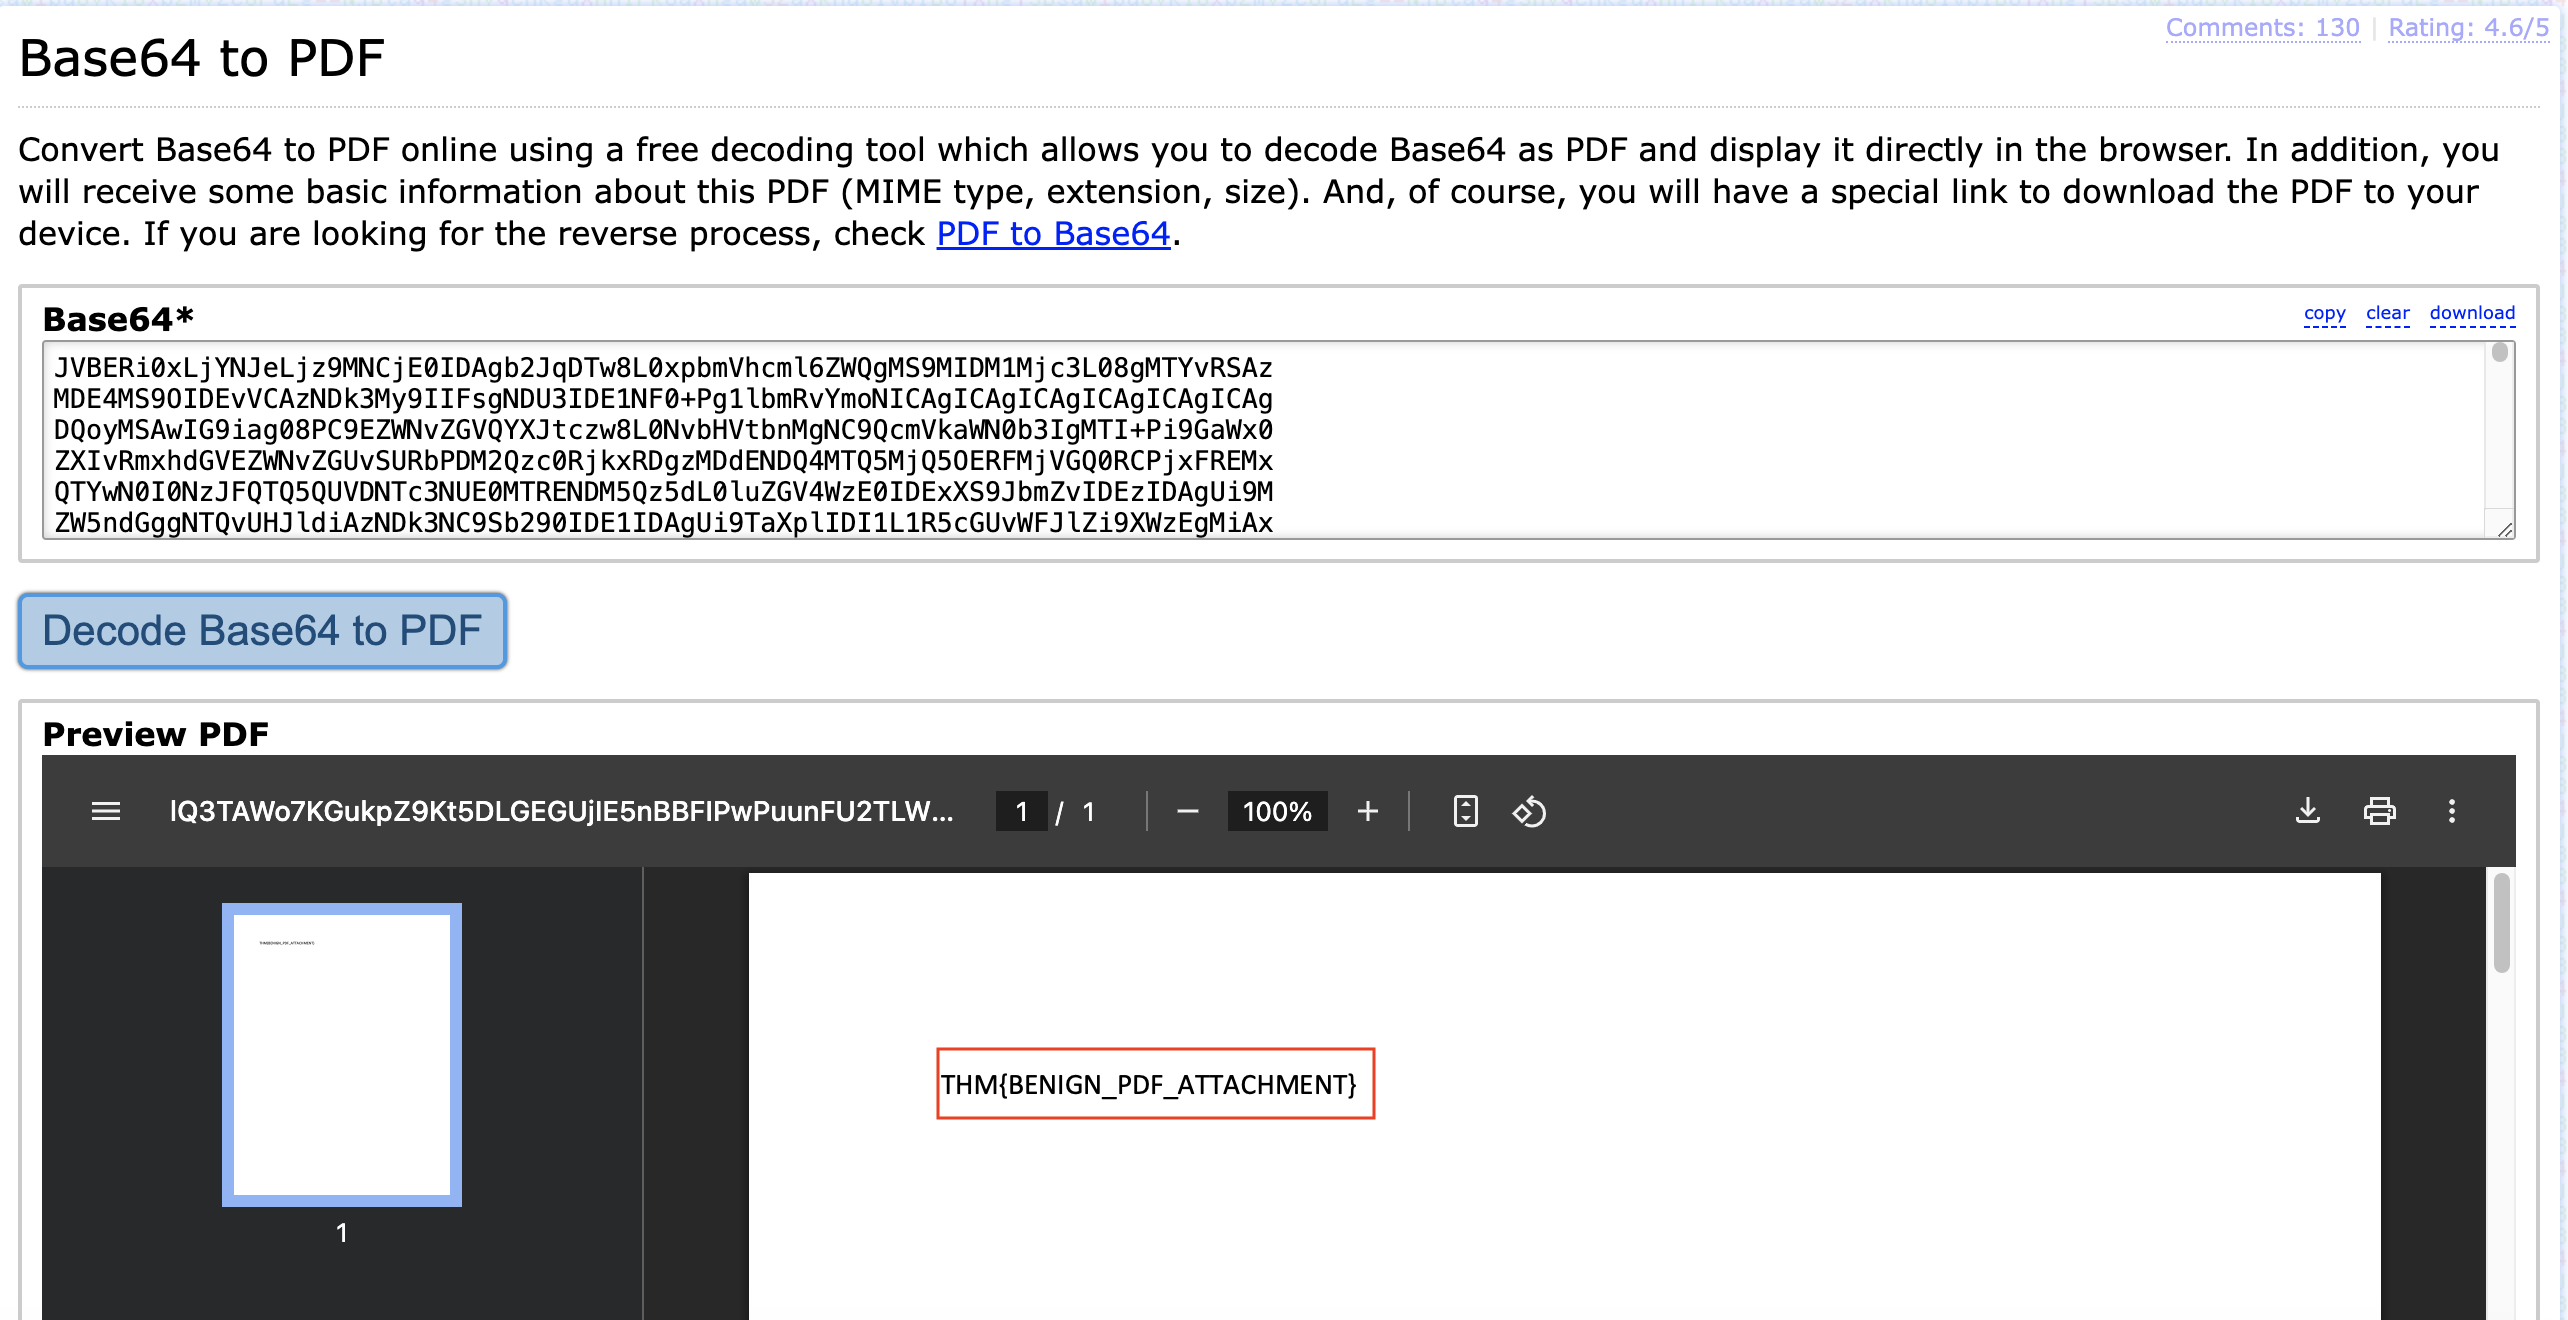 Comments: 130 | Rating: 4.6/5
Base64 to PDF
Convert Base64 to PDF online using a free decoding tool which allows you to decode Base64 as PDF and display it directly in the browser. In addition, you
will receive some basic information about this PDF (MIME type, extension, size). And, of course, you will have a special link to download the PDF to your
device. If you are looking for the reverse process, check PDF to Base64.
Base64*
copy clear download
JVBERi0xLjYNJeLjz9MNCjE0IDAgb2JqDTw8L0xpbmVhcml6ZWQgMS9MIDM1Mjc3L08gMTYvRSAz
MDE4MS9OIDEvVCAzNDk3My9IIFsgNDU3IDE1NF0+Pg1lbmRvYmoNICAgICAgICAgICAgICAgICAg
DQoyMSAwIG9iag08PC9EZWNvZGVQYXJtczw8L0NvbHVtbnMgNC9QcmVkaWN0b3IgMTI+Pi9GaWx0
ZXIvRmxhdGVEZWNvZGUvSURbPDM2Qzc0RjkxRDgzMDdENDQ4MTQ5MjQ5OERFMjVGQ0RCPjxFREMx
QTYwN0I0NzJFQTQ5QUVDNTc3NUE0MTRENDM5Qz5dL0luZGV4WzE0IDExXS9JbmZvIDEzIDAgUi9M
ZW5ndGggNTQvUHJldiAzNDk3NC9Sb290IDE1IDAgUi9TaXplIDI1L1R5cGUvWFJlZi9XWzEgMiAx
Decode Base64 to PDF
Preview PDF
lQ3TAWo7KGukpZ9Kt5DLGEGUjIE5nBBFlPwPuunFU2TLW... 1 / 1 100%
THM{BENIGN_PDF_ATTACHMENT}
THM{BENIGN_PDF_ATTACHMENT}
1